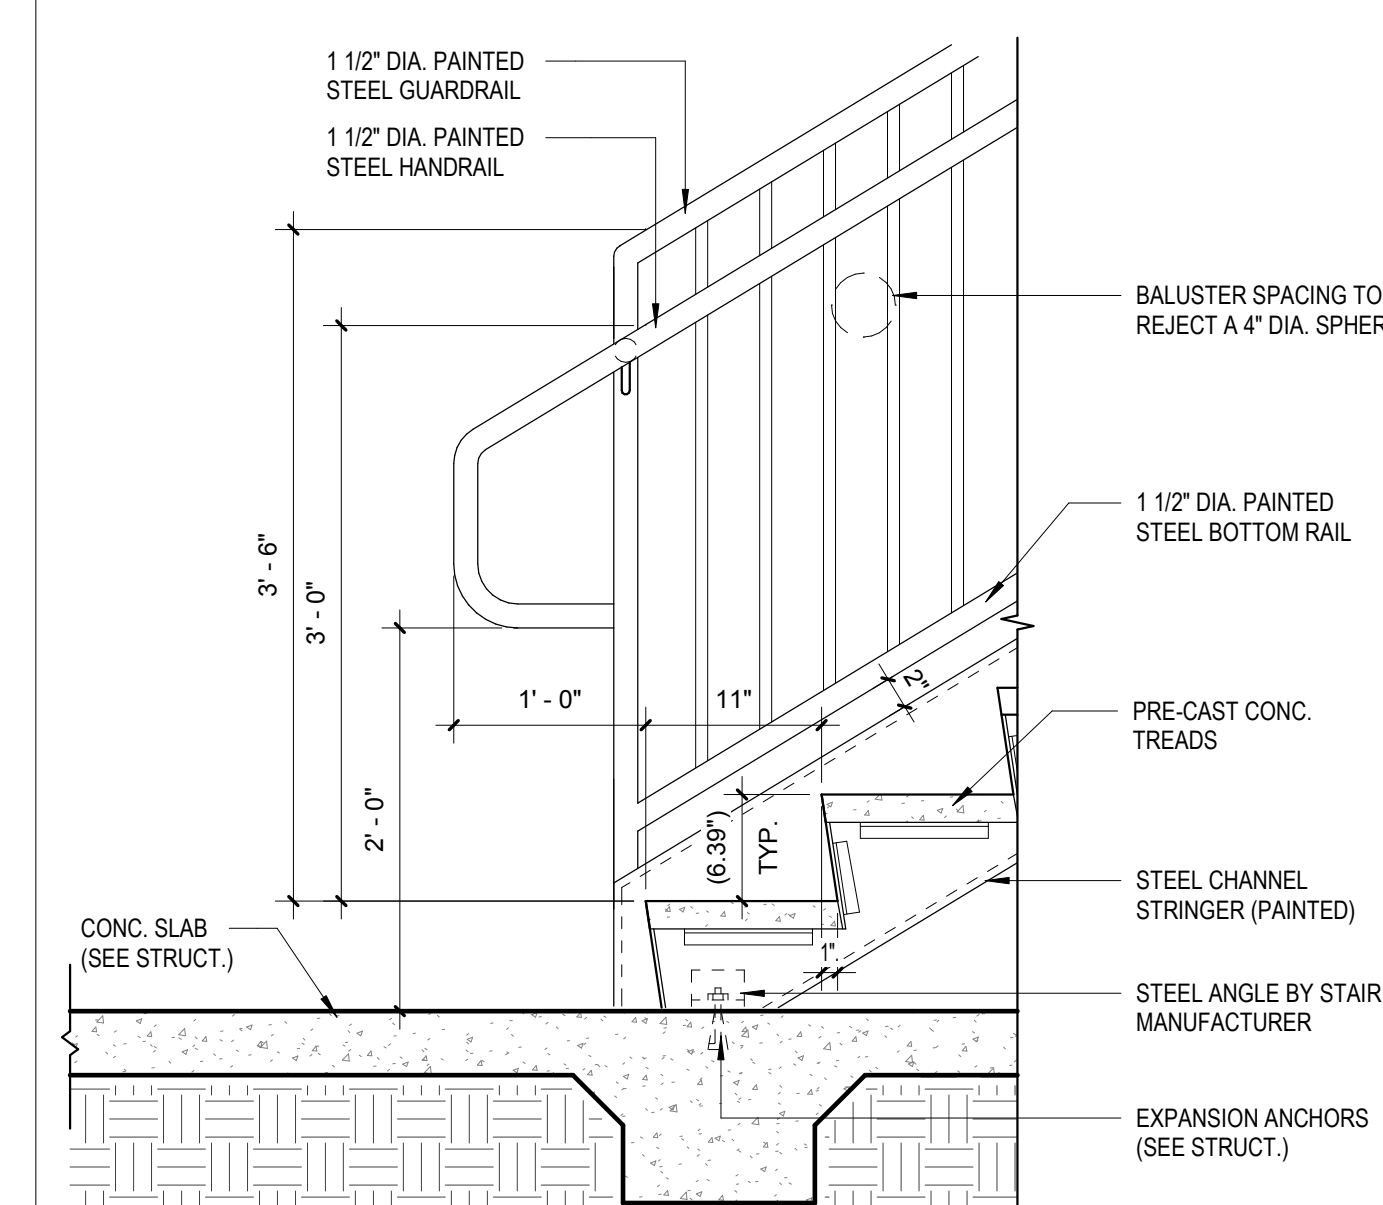 1 1/2" DIA. PAINTED
STEEL GUARDRAIL
1 1/2" DIA. PAINTED
STEEL HANDRAIL
BALUSTER SPACING TO
REJECT A 4" DIA. SPHER
1 1/2" DIA. PAINTED
STEEL BOTTOM RAIL
3' - 6"
3' - 0"
2' - 0"
1' - 0"
11"
2"
PRE-CAST CONC.
TREADS
(6.39")
TYP.
STEEL CHANNEL
STRINGER (PAINTED)
CONC. SLAB
(SEE STRUCT.)
1"
STEEL ANGLE BY STAIR
MANUFACTURER
EXPANSION ANCHORS
(SEE STRUCT.)